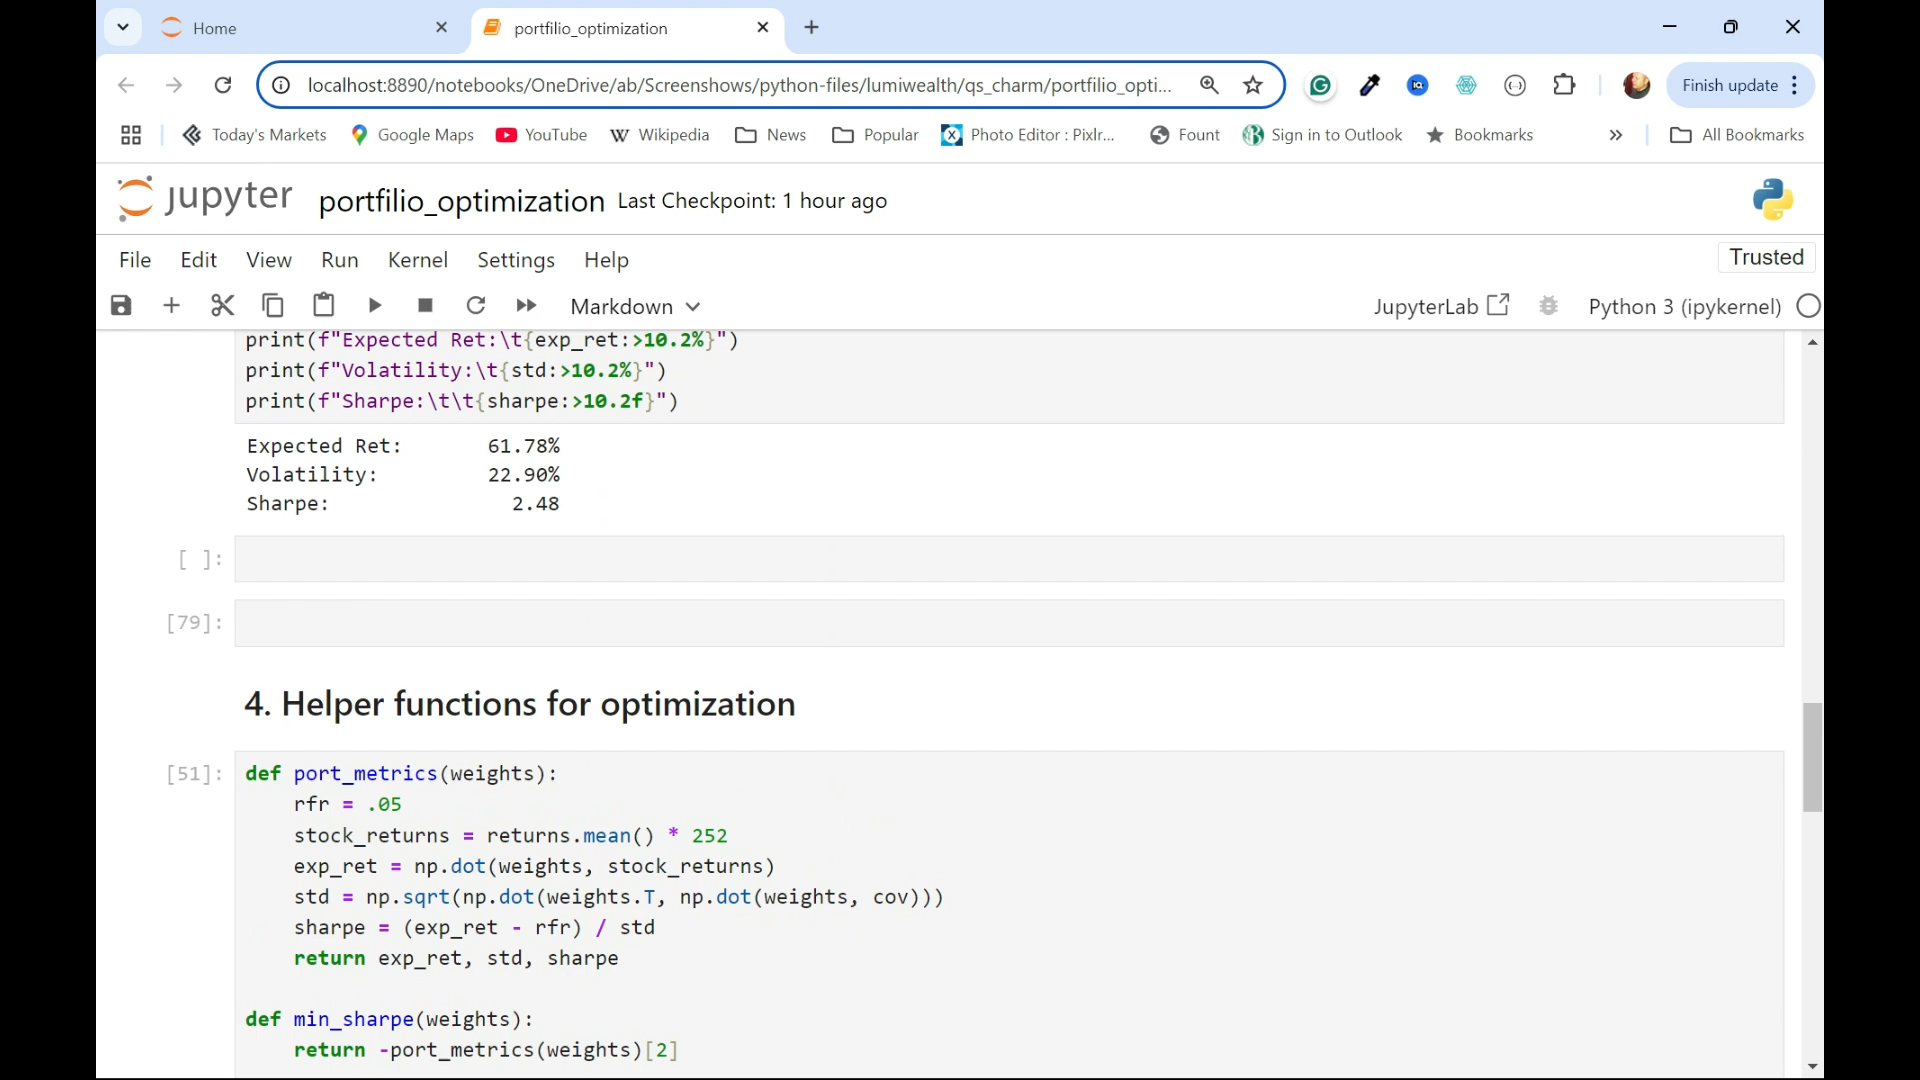 Home
portfilio_optimization
localhost:8890/notebooks/OneDrive/ab/Screenshows/python-files/lumiwealth/qs_charm/portfilio_opti...
Finish update
Today's Markets
Google Maps
YouTube
Wikipedia
News
Popular
Photo Editor : Pixlr...
Fount
Sign in to Outlook
Bookmarks
»
All Bookmarks
jupyter
portfilio_optimization
Last Checkpoint: 1 hour ago
File Edit View Run Kernel Settings Help
Trusted
Markdown
JupyterLab
Python 3 (ipykernel)
print(f"Expected Ret:\t{exp_ret:>10.2%}")
print(f"Volatility:\t{std:>10.2%}")
print(f"Sharpe:\t\t{sharpe:>10.2f}")
Expected Ret: 61.78%
Volatility: 22.90%
Sharpe: 2.48
[ ]:
[79]:
4. Helper functions for optimization
[51]:
def port_metrics(weights):
rfr = .05
stock_returns = returns.mean() * 252
exp_ret = np.dot(weights, stock_returns)
std = np.sqrt(np.dot(weights.T, np.dot(weights, cov)))
sharpe = (exp_ret - rfr) / std
return exp_ret, std, sharpe
def min_sharpe(weights):
return -port_metrics(weights)[2]